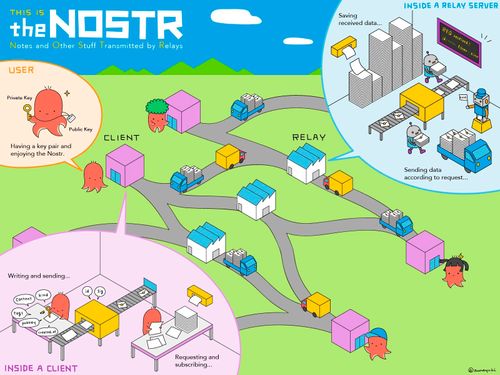 THIS IS
the NOSTR
Notes and Other Stuff Transmitted by Relays
USER
Private Key
Public Key
Having a key pair and
enjoying the Nostr.
CLIENT
RELAY
INSIDE A RELAY SERVER
Saving
received data...
Sending data
according to request...
Writing and sending...
Content
kind
tags
pubkey
created_at
id
sig
Requesting and
subscribing...
INSIDE A CLIENT